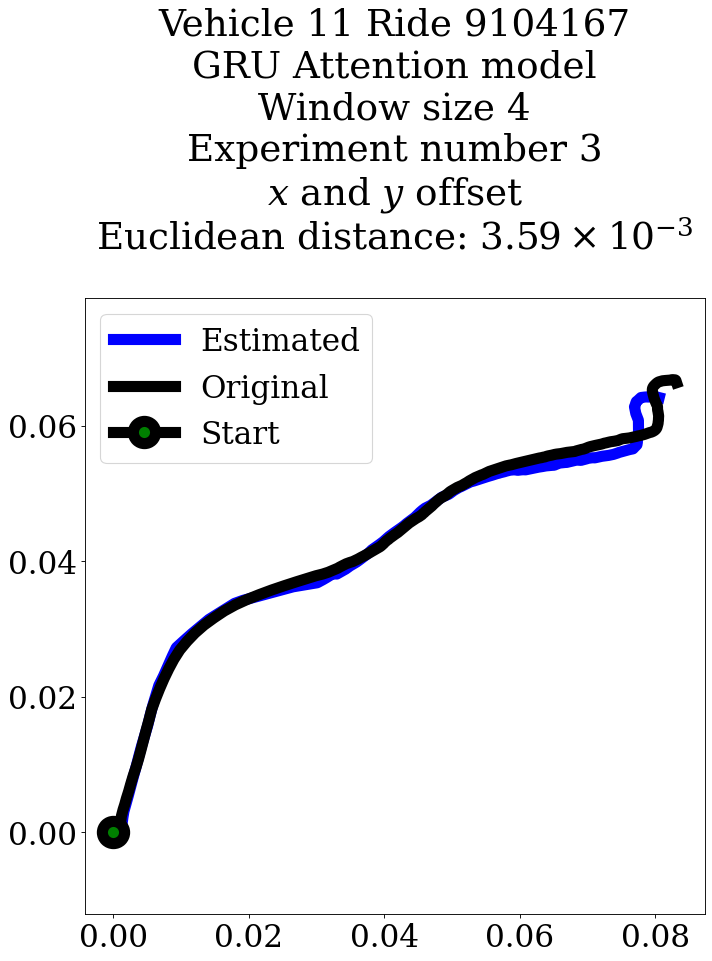 Vehicle 11 Ride 9104167
GRU Attention model
Window size 4
Experiment number 3
x and y offset
Euclidean distance: 3.59 × 10⁻³
Estimated
Original
Start
0.06
0.04
0.02
0.00
0.00 0.02 0.04 0.06 0.08